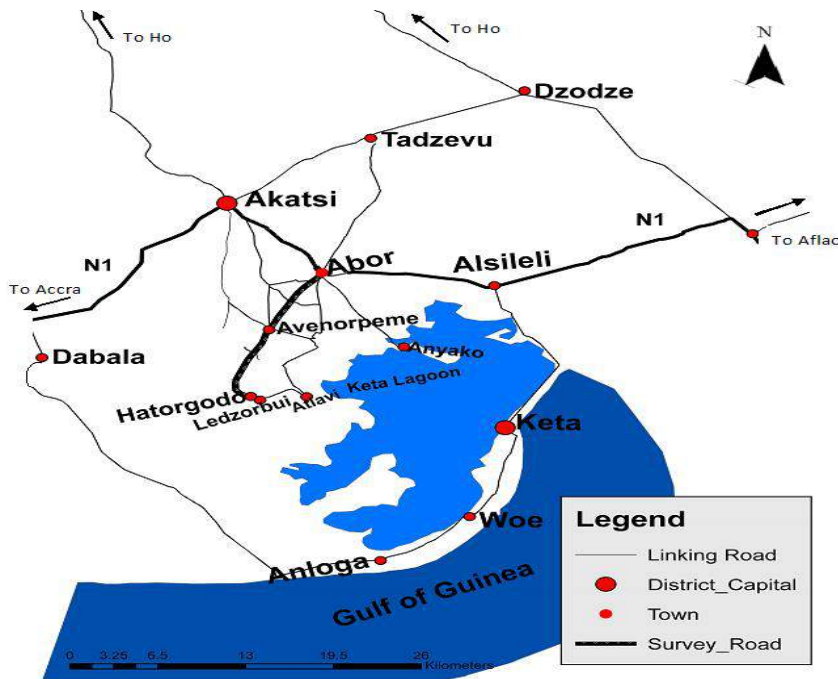 To Ho
To Ho
N
Dzodze
Tadzevu
Akatsi
N1
Abor
Alsileli
To Aflao
N1
To Accra
Avenorpeme
Anyako
Dabala
Keta Lagoon
Hatorgodo
Atiavi
Ledzorbui
Keta
Woe
Anloga
Gulf of Guinea
Legend
Linking Road
District_Capital
Town
Survey_Road
0 3.25 6.5 13 19.5 26
Kilometers